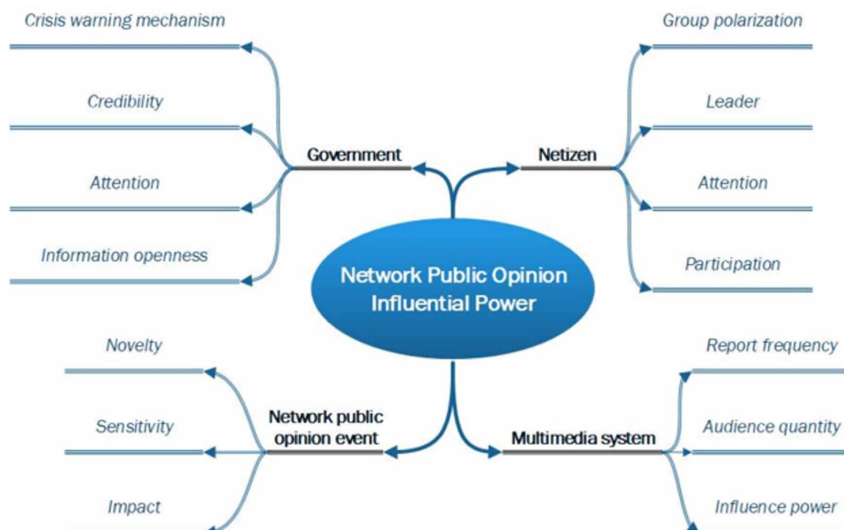 Crisis warning mechanism
Credibility
Attention
Information openness
Government
Group polarization
Leader
Attention
Participation
Netizen
Network Public Opinion
Influential Power
Novelty
Sensitivity
Impact
Network public
opinion event
Report frequency
Audience quantity
Influence power
Multimedia system